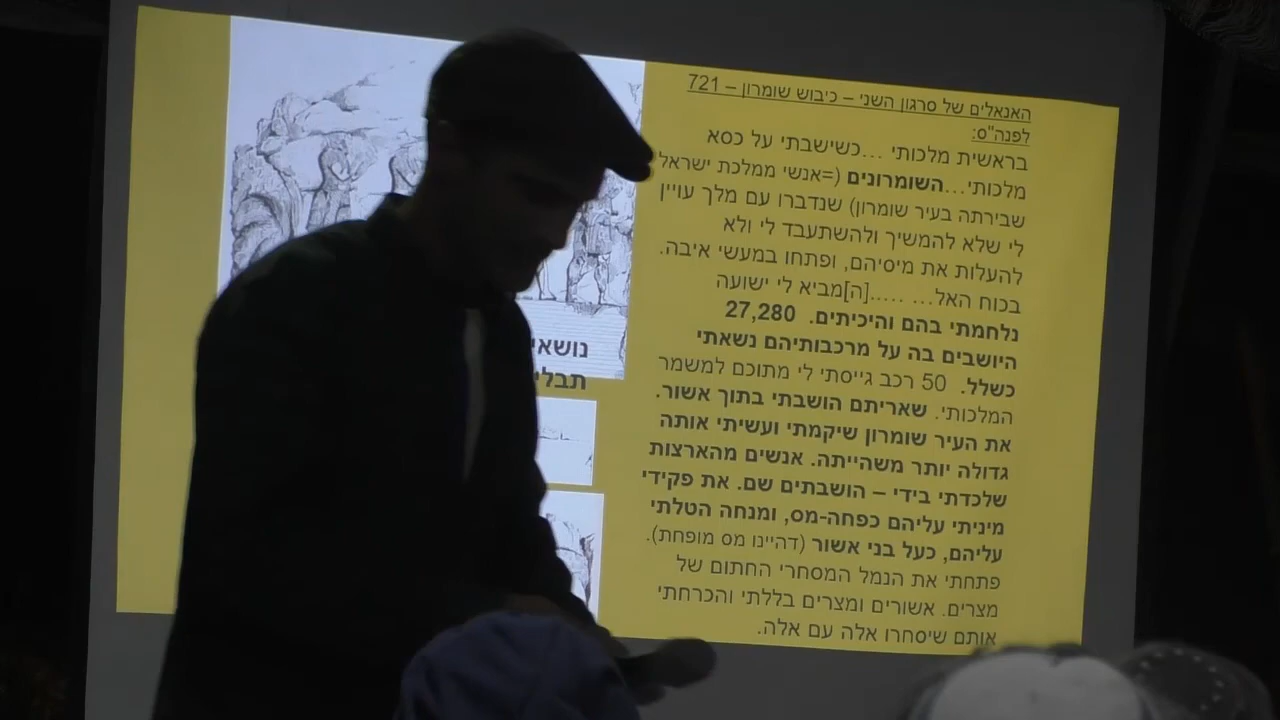 האנאלים של סרגון השני – כיבוש שומרון – 721
לפנה"ס:
בראשית מלכותי ...כשישבתי על כסא
מלכותי...השומרונים (=אנשי ממלכת ישראל
שבירתה בעיר שומרון) שנדברו עם מלך עויין
לי שלא להמשיך ולהשתעבד לי ולא
להעלות את מיסיהם, ופתחו במעשי איבה.
בכוח האל... .....[ה]מביא לי ישועה
נלחמתי בהם והיכיתים. 27,280
היושבים בה על מרכבותיהם נשאתי
כשלל. 50 רכב גייסתי לי מתוכם למשמר
המלכותי. שאריתם הושבתי בתוך אשור.
את העיר שומרון שיקמתי ועשיתי אותה
גדולה יותר משהייתה. אנשים מהארצות
שלכדתי בידי – הושבתים שם. את פקידי
מיניתי עליהם כפחה-מס, ומנחה הטלתי
עליהם, כעל בני אשור (דהיינו מס מופחת).
פתחתי את הנמל המסחרי החתום של
מצרים. אשורים ומצרים בללתי והכרחתי
אותם שיסחרו אלה עם אלה.
נושאי
תבלי